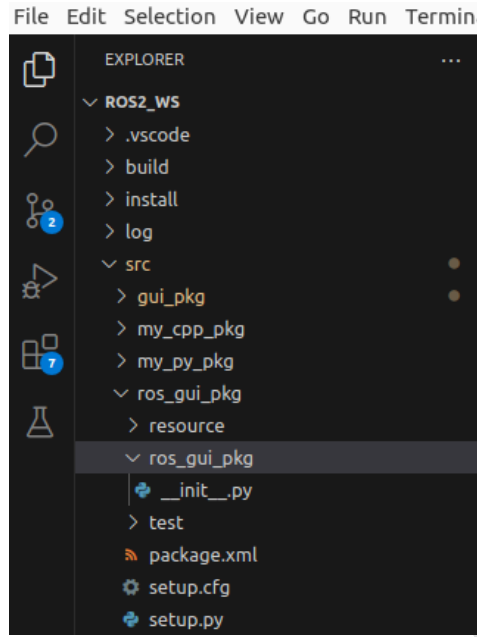 File Edit Selection View Go Run Termin
EXPLORER ...
ROS2_WS
.vscode
build
install
2
log
src
gui_pkg
my_cpp_pkg
7
my_py_pkg
ros_gui_pkg
resource
ros_gui_pkg
__init__.py
test
package.xml
setup.cfg
setup.py